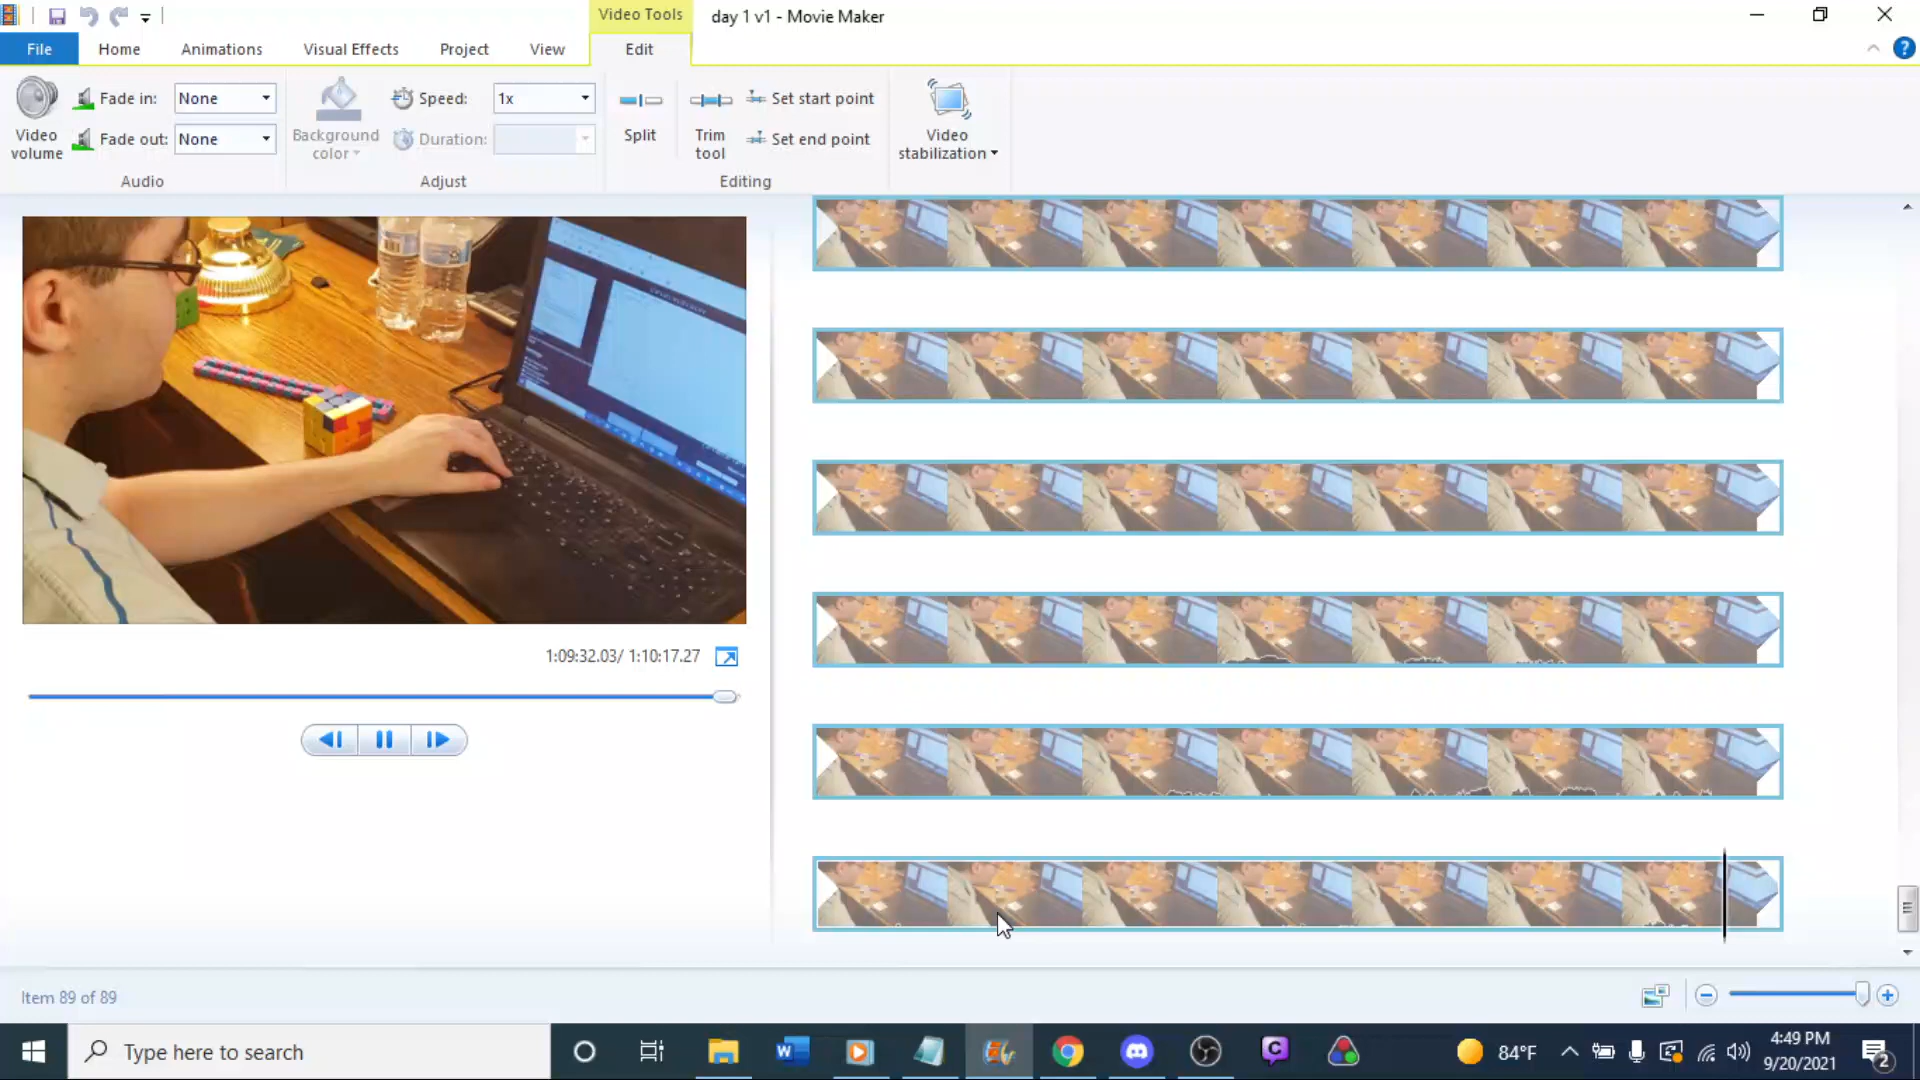 Video Tools
day 1 v1 - Movie Maker
File Home Animations Visual Effects Project View Edit
Video volume
Fade in: None
Fade out: None
Audio
Background color
Speed: 1x
Duration:
Adjust
Split
Trim tool
Set start point
Set end point
Editing
Video stabilization
1:09:32.03/ 1:10:17.27
Item 89 of 89
Type here to search
84°F
4:49 PM
9/20/2021
2